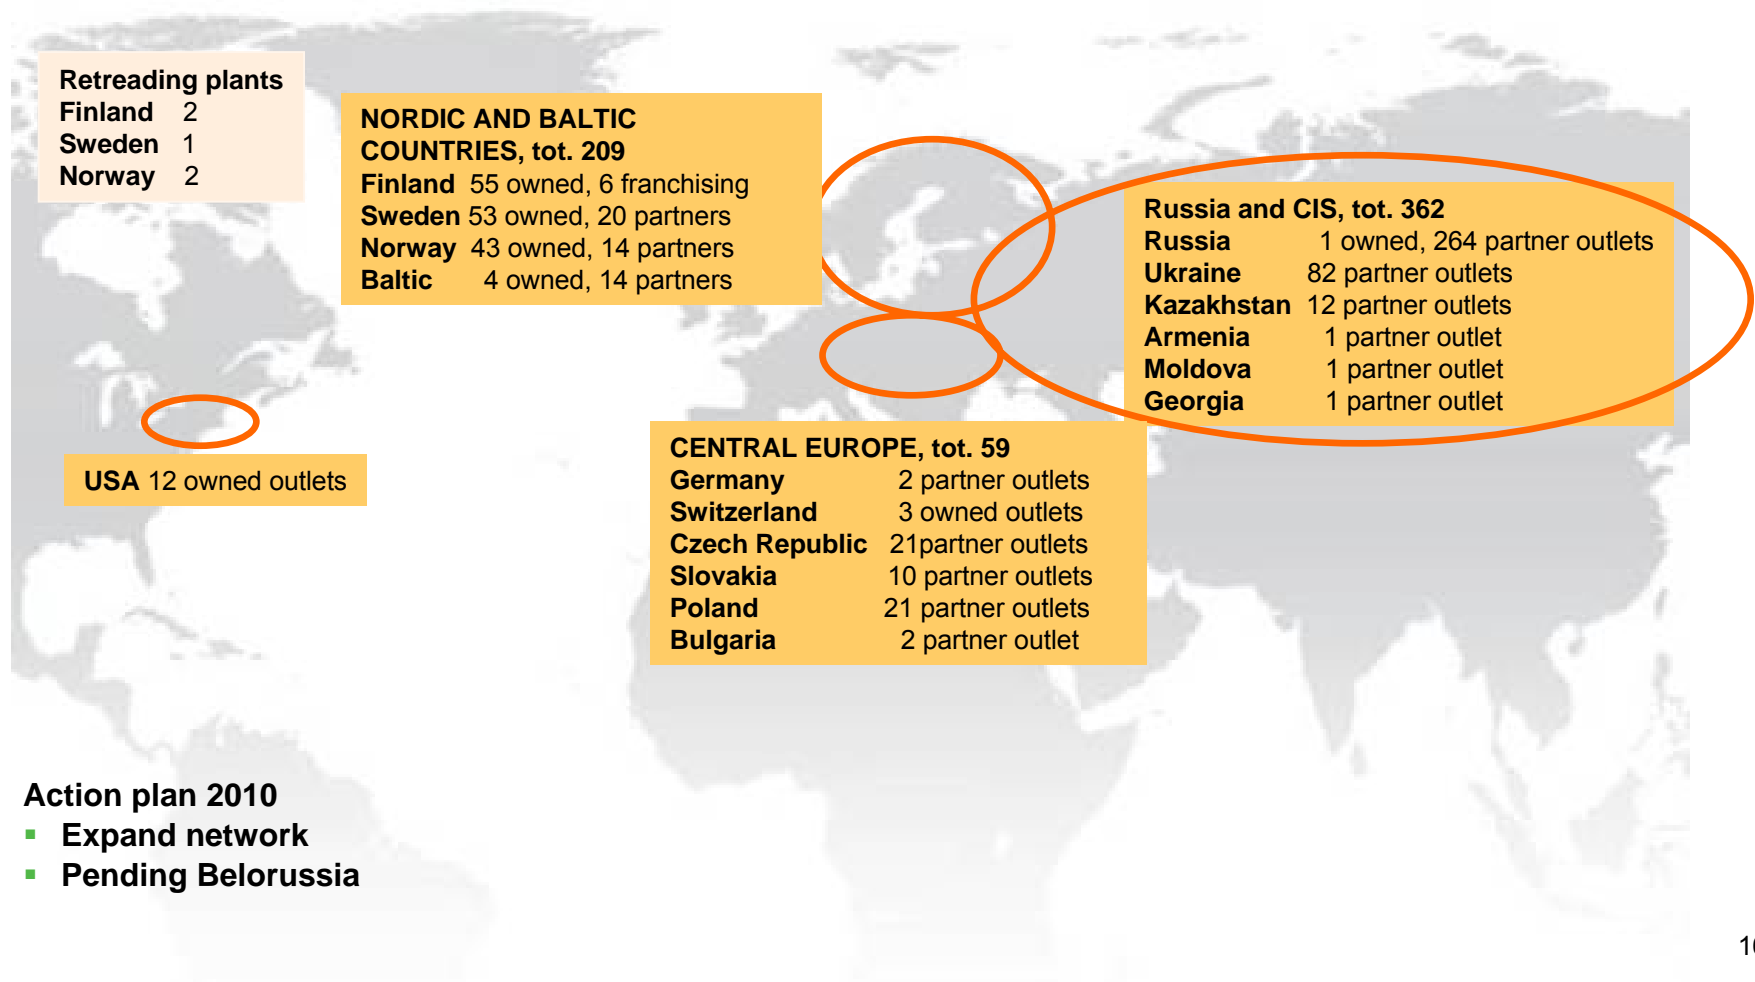 Retreading plants
Finland 2
Sweden 1
Norway 2
NORDIC AND BALTIC
COUNTRIES, tot. 209
Finland 55 owned, 6 franchising
Sweden 53 owned, 20 partners
Norway 43 owned, 14 partners
Baltic 4 owned, 14 partners
Russia and CIS, tot. 362
Russia 1 owned, 264 partner outlets
Ukraine 82 partner outlets
Kazakhstan 12 partner outlets
Armenia 1 partner outlet
Moldova 1 partner outlet
Georgia 1 partner outlet
USA 12 owned outlets
CENTRAL EUROPE, tot. 59
Germany 2 partner outlets
Switzerland 3 owned outlets
Czech Republic 21partner outlets
Slovakia 10 partner outlets
Poland 21 partner outlets
Bulgaria 2 partner outlet
Action plan 2010
▪ Expand network
▪ Pending Belorussia